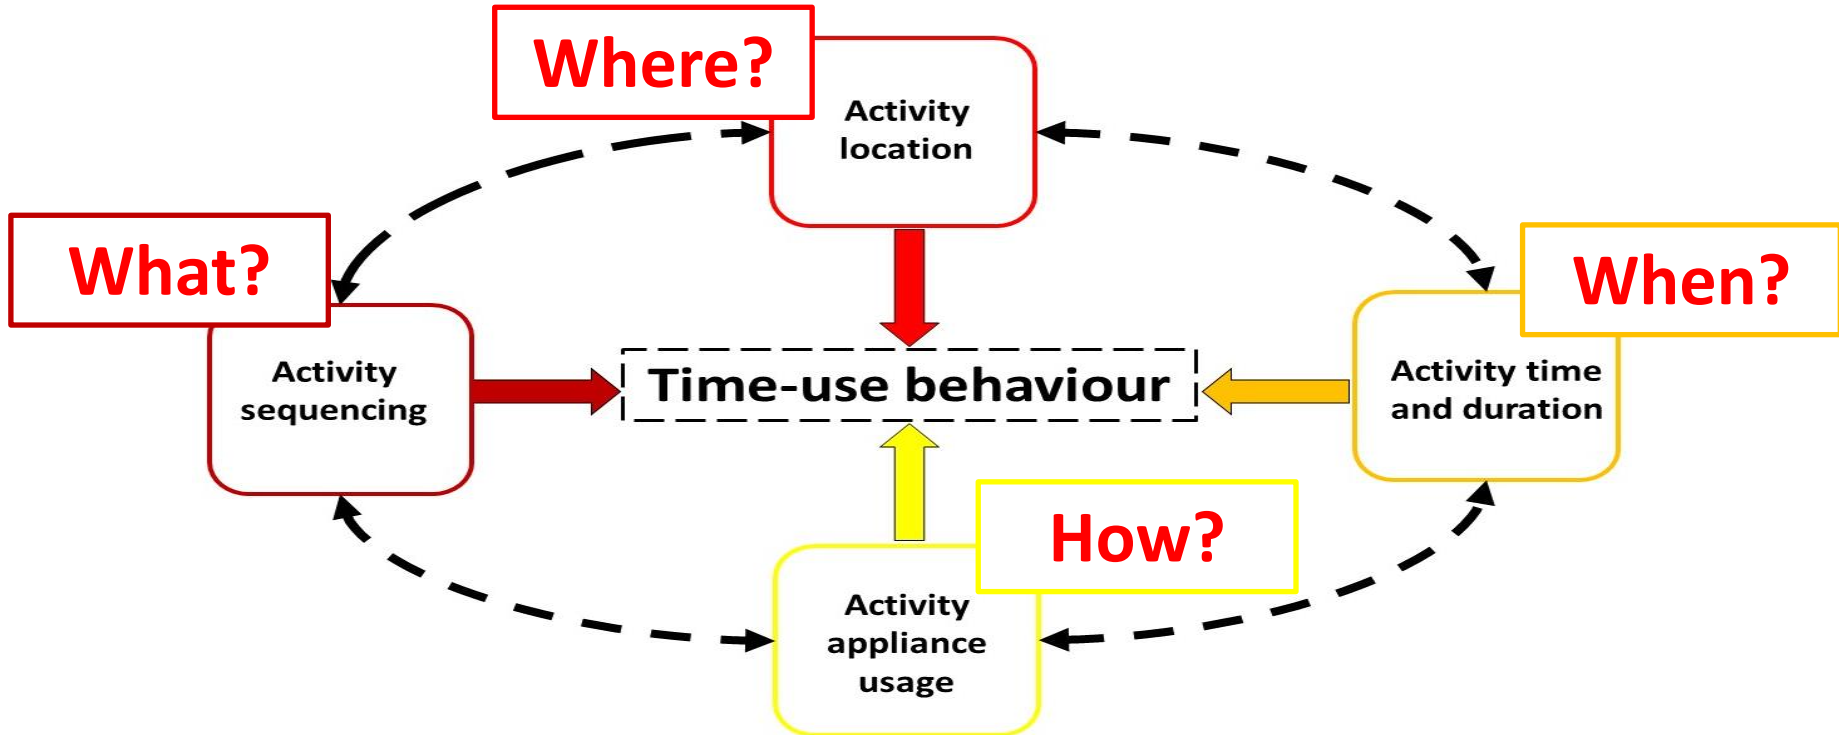 Where?
Activity
location
What?
Activity
sequencing
Time-use behaviour
When?
Activity time
and duration
How?
Activity
appliance
usage